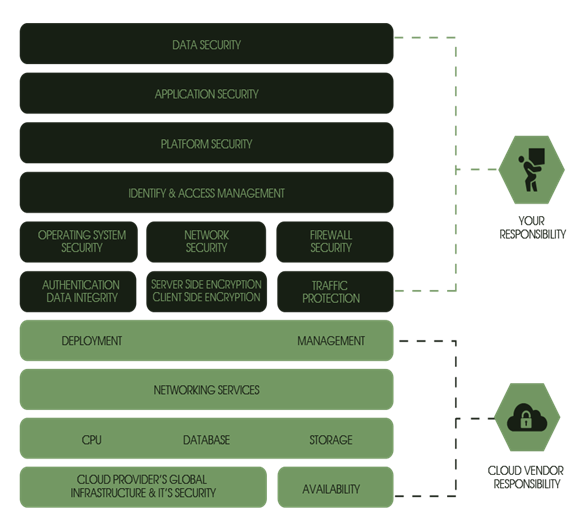 DATA SECURITY
APPLICATION SECURITY
PLATFORM SECURITY
IDENTIFY & ACCESS MANAGEMENT
OPERATING SYSTEM
SECURITY
NETWORK
SECURITY
FIREWALL
SECURITY
AUTHENTICATION
DATA INTEGRITY
SERVER SIDE ENCRYPTION
CLIENT SIDE ENCRYPTION
TRAFFIC
PROTECTION
YOUR
RESPONSIBILITY
DEPLOYMENT
MANAGEMENT
NETWORKING SERVICES
CPU
DATABASE
STORAGE
CLOUD PROVIDER'S GLOBAL
INFRASTRUCTURE & IT'S SECURITY
AVAILABILITY
CLOUD VENDOR
RESPONSIBILITY